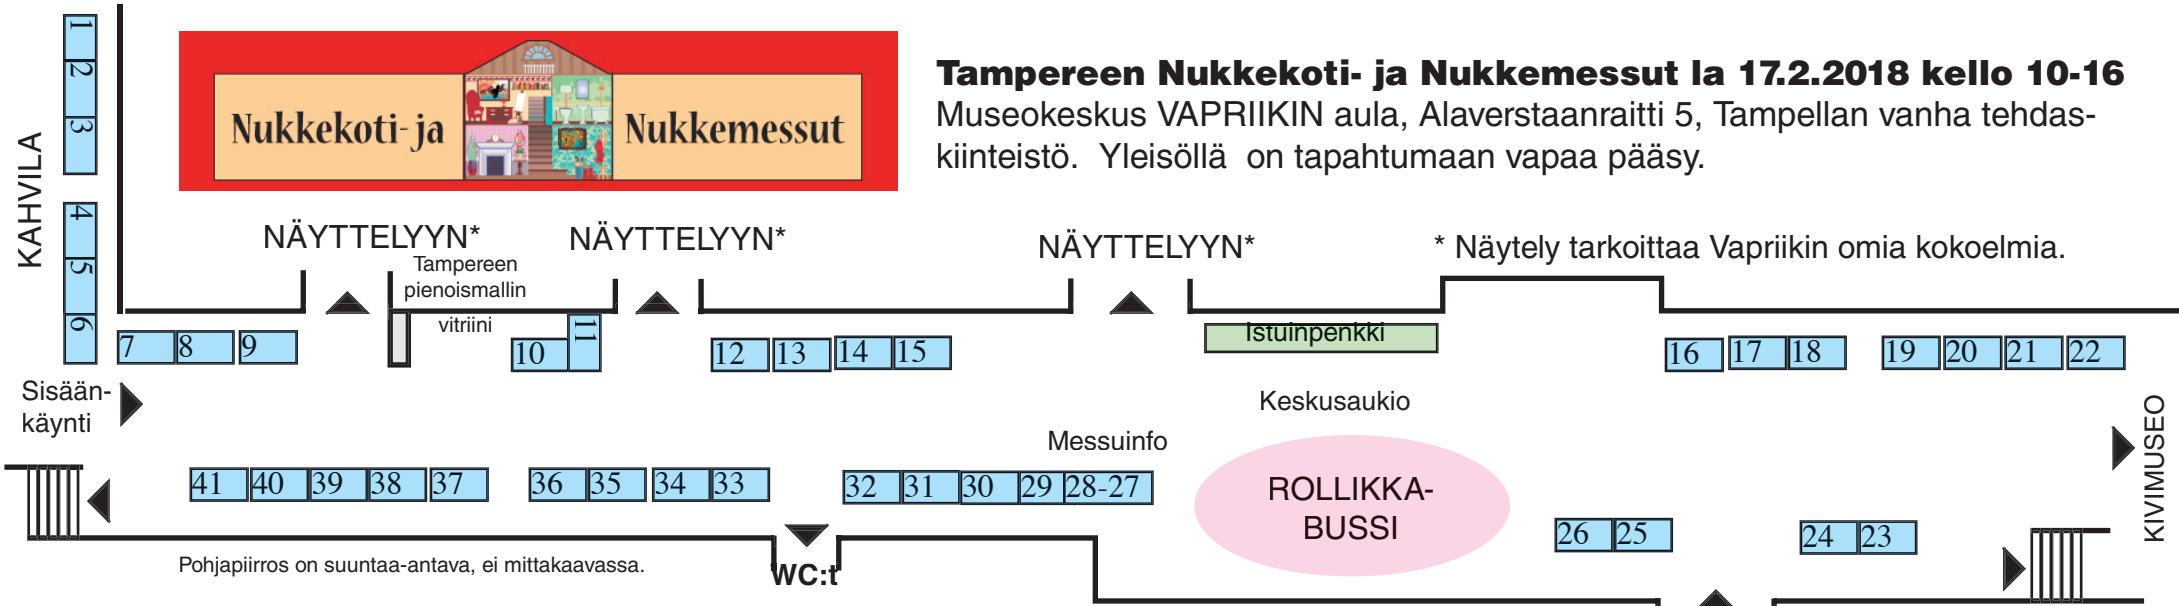 Nukkekoti- ja Nukkemessut
Tampereen Nukkekoti- ja Nukkemessut la 17.2.2018 kello 10-16
Museokeskus VAPRIIKIN aula, Alaverstaanraitti 5, Tampellan vanha tehdas-
kiinteistö. Yleisöllä on tapahtumaan vapaa pääsy.
KAHVILA
1
2
3
4
5
6
NÄYTTELYYN*
NÄYTTELYYN*
NÄYTTELYYN*
* Näytely tarkoittaa Vapriikin omia kokoelmia.
Tampereen
pienoismallin
vitriini
7 8 9
10 11
12 13 14 15
Istuinpenkki
16 17 18
19 20 21 22
Sisään-
käynti
Keskusaukio
Messuinfo
KIVIMUSEO
41 40 39 38 37
36 35 34 33
32 31 30 29 28-27
ROLLIKKA-
BUSSI
26 25
24 23
Pohjapiirros on suuntaa-antava, ei mittakaavassa.
WC:t